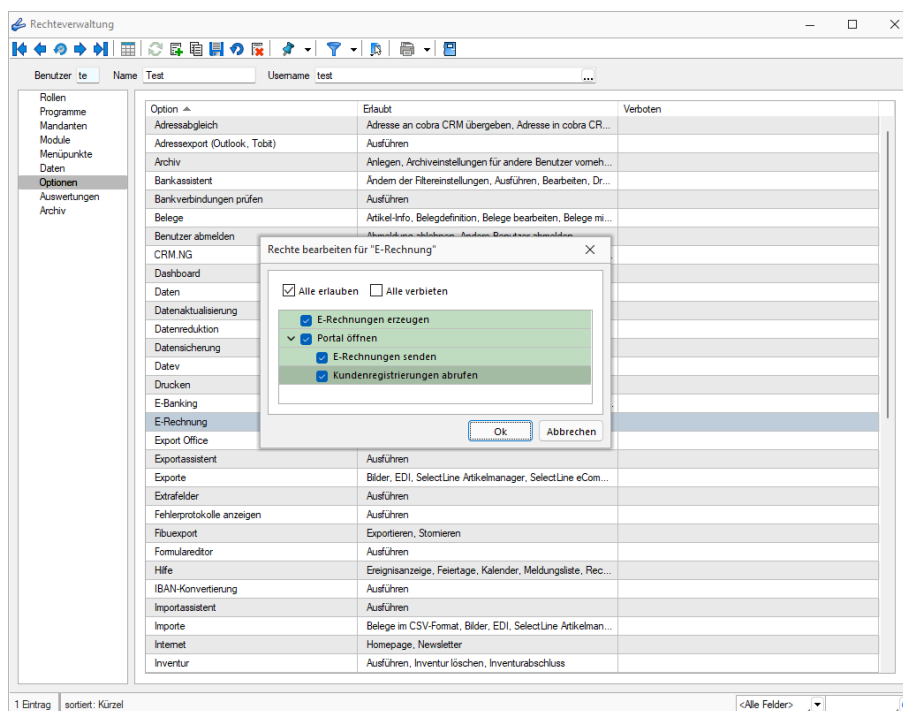 Rechteverwaltung
Benutzer te Name Test Username test ...
Rollen
Programme
Mandanten
Module
Menüpunkte
Daten
Optionen
Auswertungen
Archiv
Option Erlaubt Verboten
Adressabgleich Adresse an cobra CRM übergeben, Adresse in cobra CR...
Adressexport (Outlook, Tobit) Ausführen
Archiv Anlegen, Archiveinstellungen für andere Benutzer vorneh...
Bankassistent Ändern der Filtereinstellungen, Ausführen, Bearbeiten, Dr...
Bankverbindungen prüfen Ausführen
Belege Artikel-Info, Belegdefinition, Belege bearbeiten, Belege mi...
Benutzer abmelden Abmeldung ablehnen, Andere Benutzer abmelden
CRM.NG
Dashboard
Daten
Datenaktualisierung
Datenreduktion
Datensicherung
Datev
Drucken
E-Banking
E-Rechnung
Export Office
Rechte bearbeiten für "E-Rechnung"
Alle erlauben Alle verbieten
E-Rechnungen erzeugen
Portal öffnen
E-Rechnungen senden
Kundenregistrierungen abrufen
Ok Abbrechen
Exportassistent Ausführen
Exporte Bilder, EDI, SelectLine Artikelmanager, SelectLine eCom...
Extrafelder Ausführen
Fehlerprotokolle anzeigen Ausführen
Fibuexport Exportieren, Stornieren
Formulareditor Ausführen
Hilfe Ereignisanzeige, Feiertage, Kalender, Meldungsliste, Rec...
IBAN-Konvertierung Ausführen
Importassistent Ausführen
Importe Belege im CSV-Format, Bilder, EDI, SelectLine Artikelman...
Internet Homepage, Newsletter
Inventur Ausführen, Inventur löschen, Inventurabschluss
1 Eintrag sortiert: Kürzel <Alle Felder>